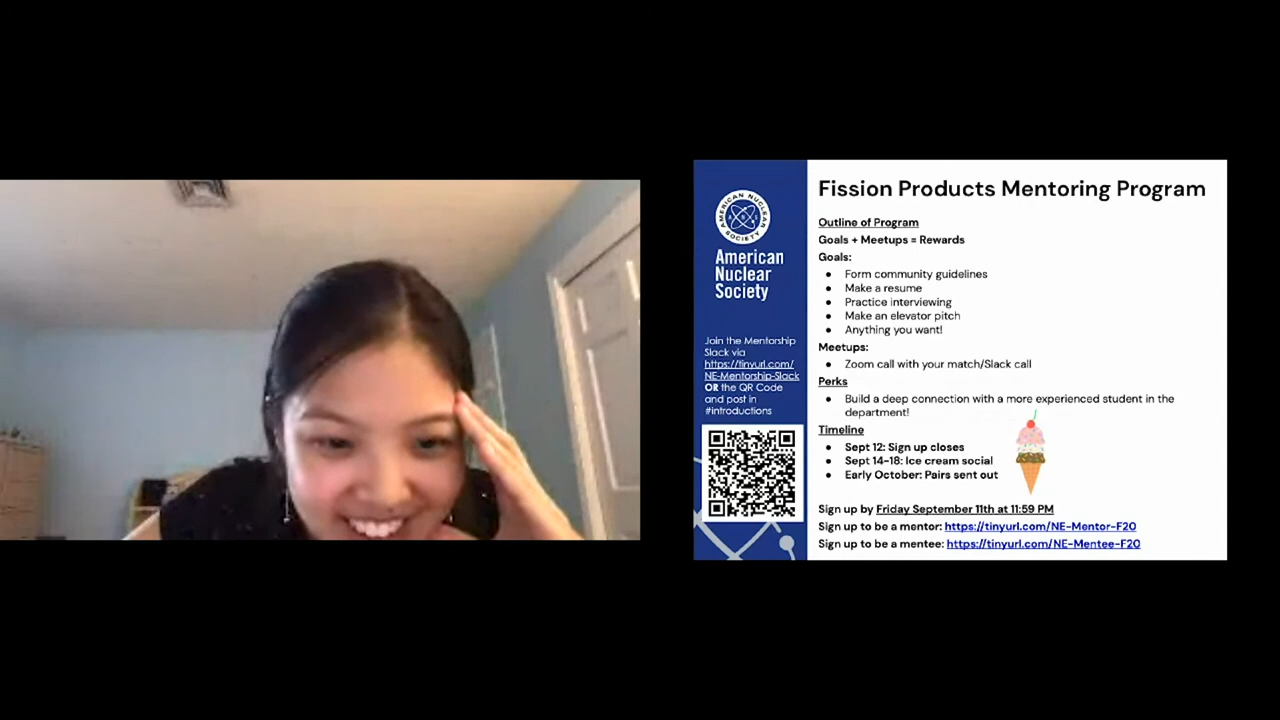 AMERICAN NUCLEAR SOCIETY
American
Nuclear
Society
Join the Mentorship
Slack via
https://tinyurl.com/
NE-Mentorship-Slack
OR the QR Code
and post in
#introductions
Fission Products Mentoring Program
Outline of Program
Goals + Meetups = Rewards
Goals:
● Form community guidelines
● Make a resume
● Practice interviewing
● Make an elevator pitch
● Anything you want!
Meetups:
● Zoom call with your match/Slack call
Perks
● Build a deep connection with a more experienced student in the
department!
Timeline
● Sept 12: Sign up closes
● Sept 14-18: Ice cream social
● Early October: Pairs sent out
Sign up by Friday September 11th at 11:59 PM
Sign up to be a mentor: https://tinyurl.com/NE-Mentor-F20
Sign up to be a mentee: https://tinyurl.com/NE-Mentee-F20